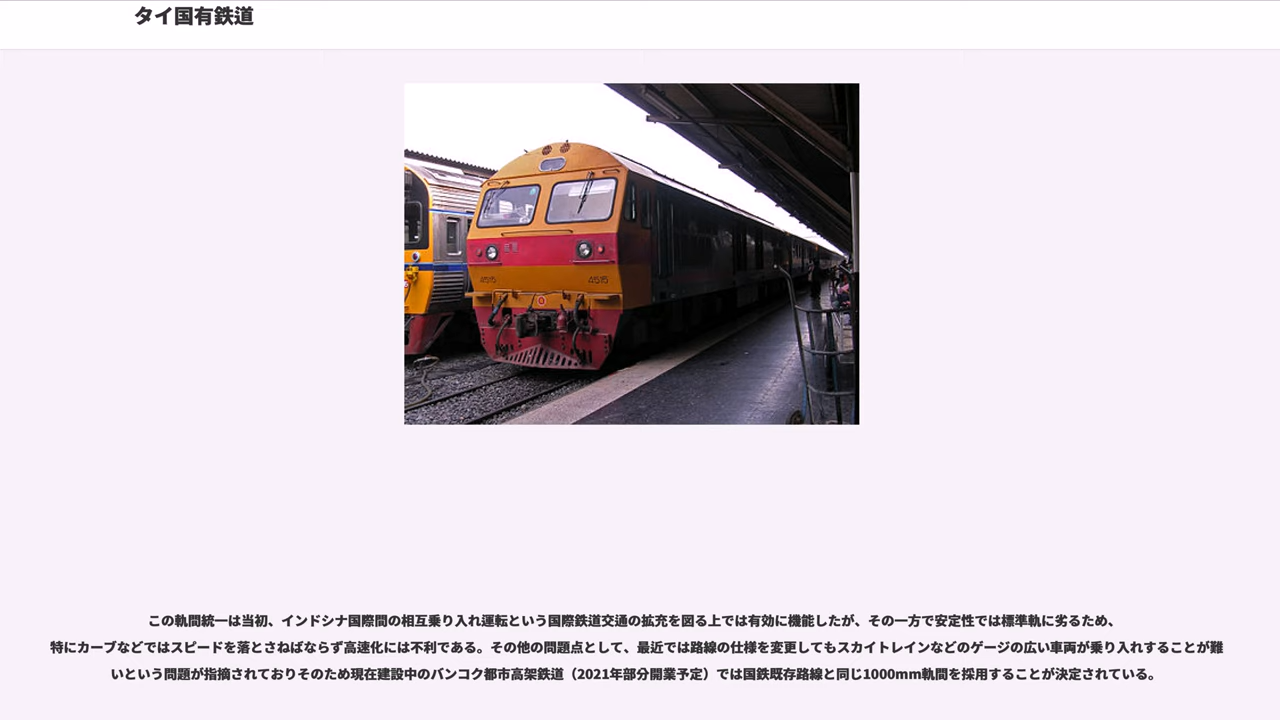 タイ国有鉄道
4515 4515
この軌間統一は当初、インドシナ国際間の相互乗り入れ運転という国際鉄道交通の拡充を図る上では有効に機能したが、その一方で安定性では標準軌に劣るため、
特にカーブなどではスピードを落とさねばならず高速化には不利である。その他の問題点として、最近では路線の仕様を変更してもスカイトレインなどのゲージの広い車両が乗り入れすることが難
いという問題が指摘されておりそのため現在建設中のバンコク都市高架鉄道（2021年部分開業予定）では国鉄既存路線と同じ1000mm軌間を採用することが決定されている。